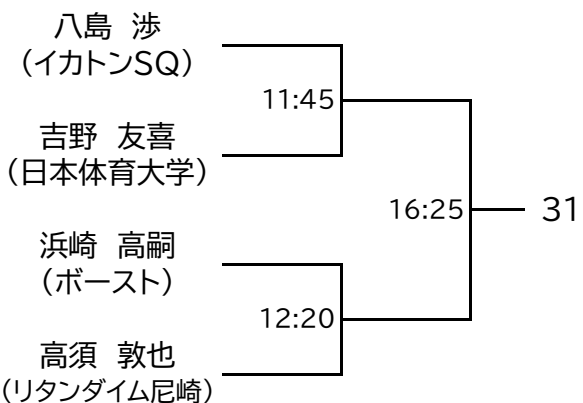 八島 渉
(イカトンSQ)
11:45
吉野 友喜
(日本体育大学)
16:25
31
浜崎 高嗣
(ボースト)
12:20
高須 敦也
(リタンダイム尼崎)